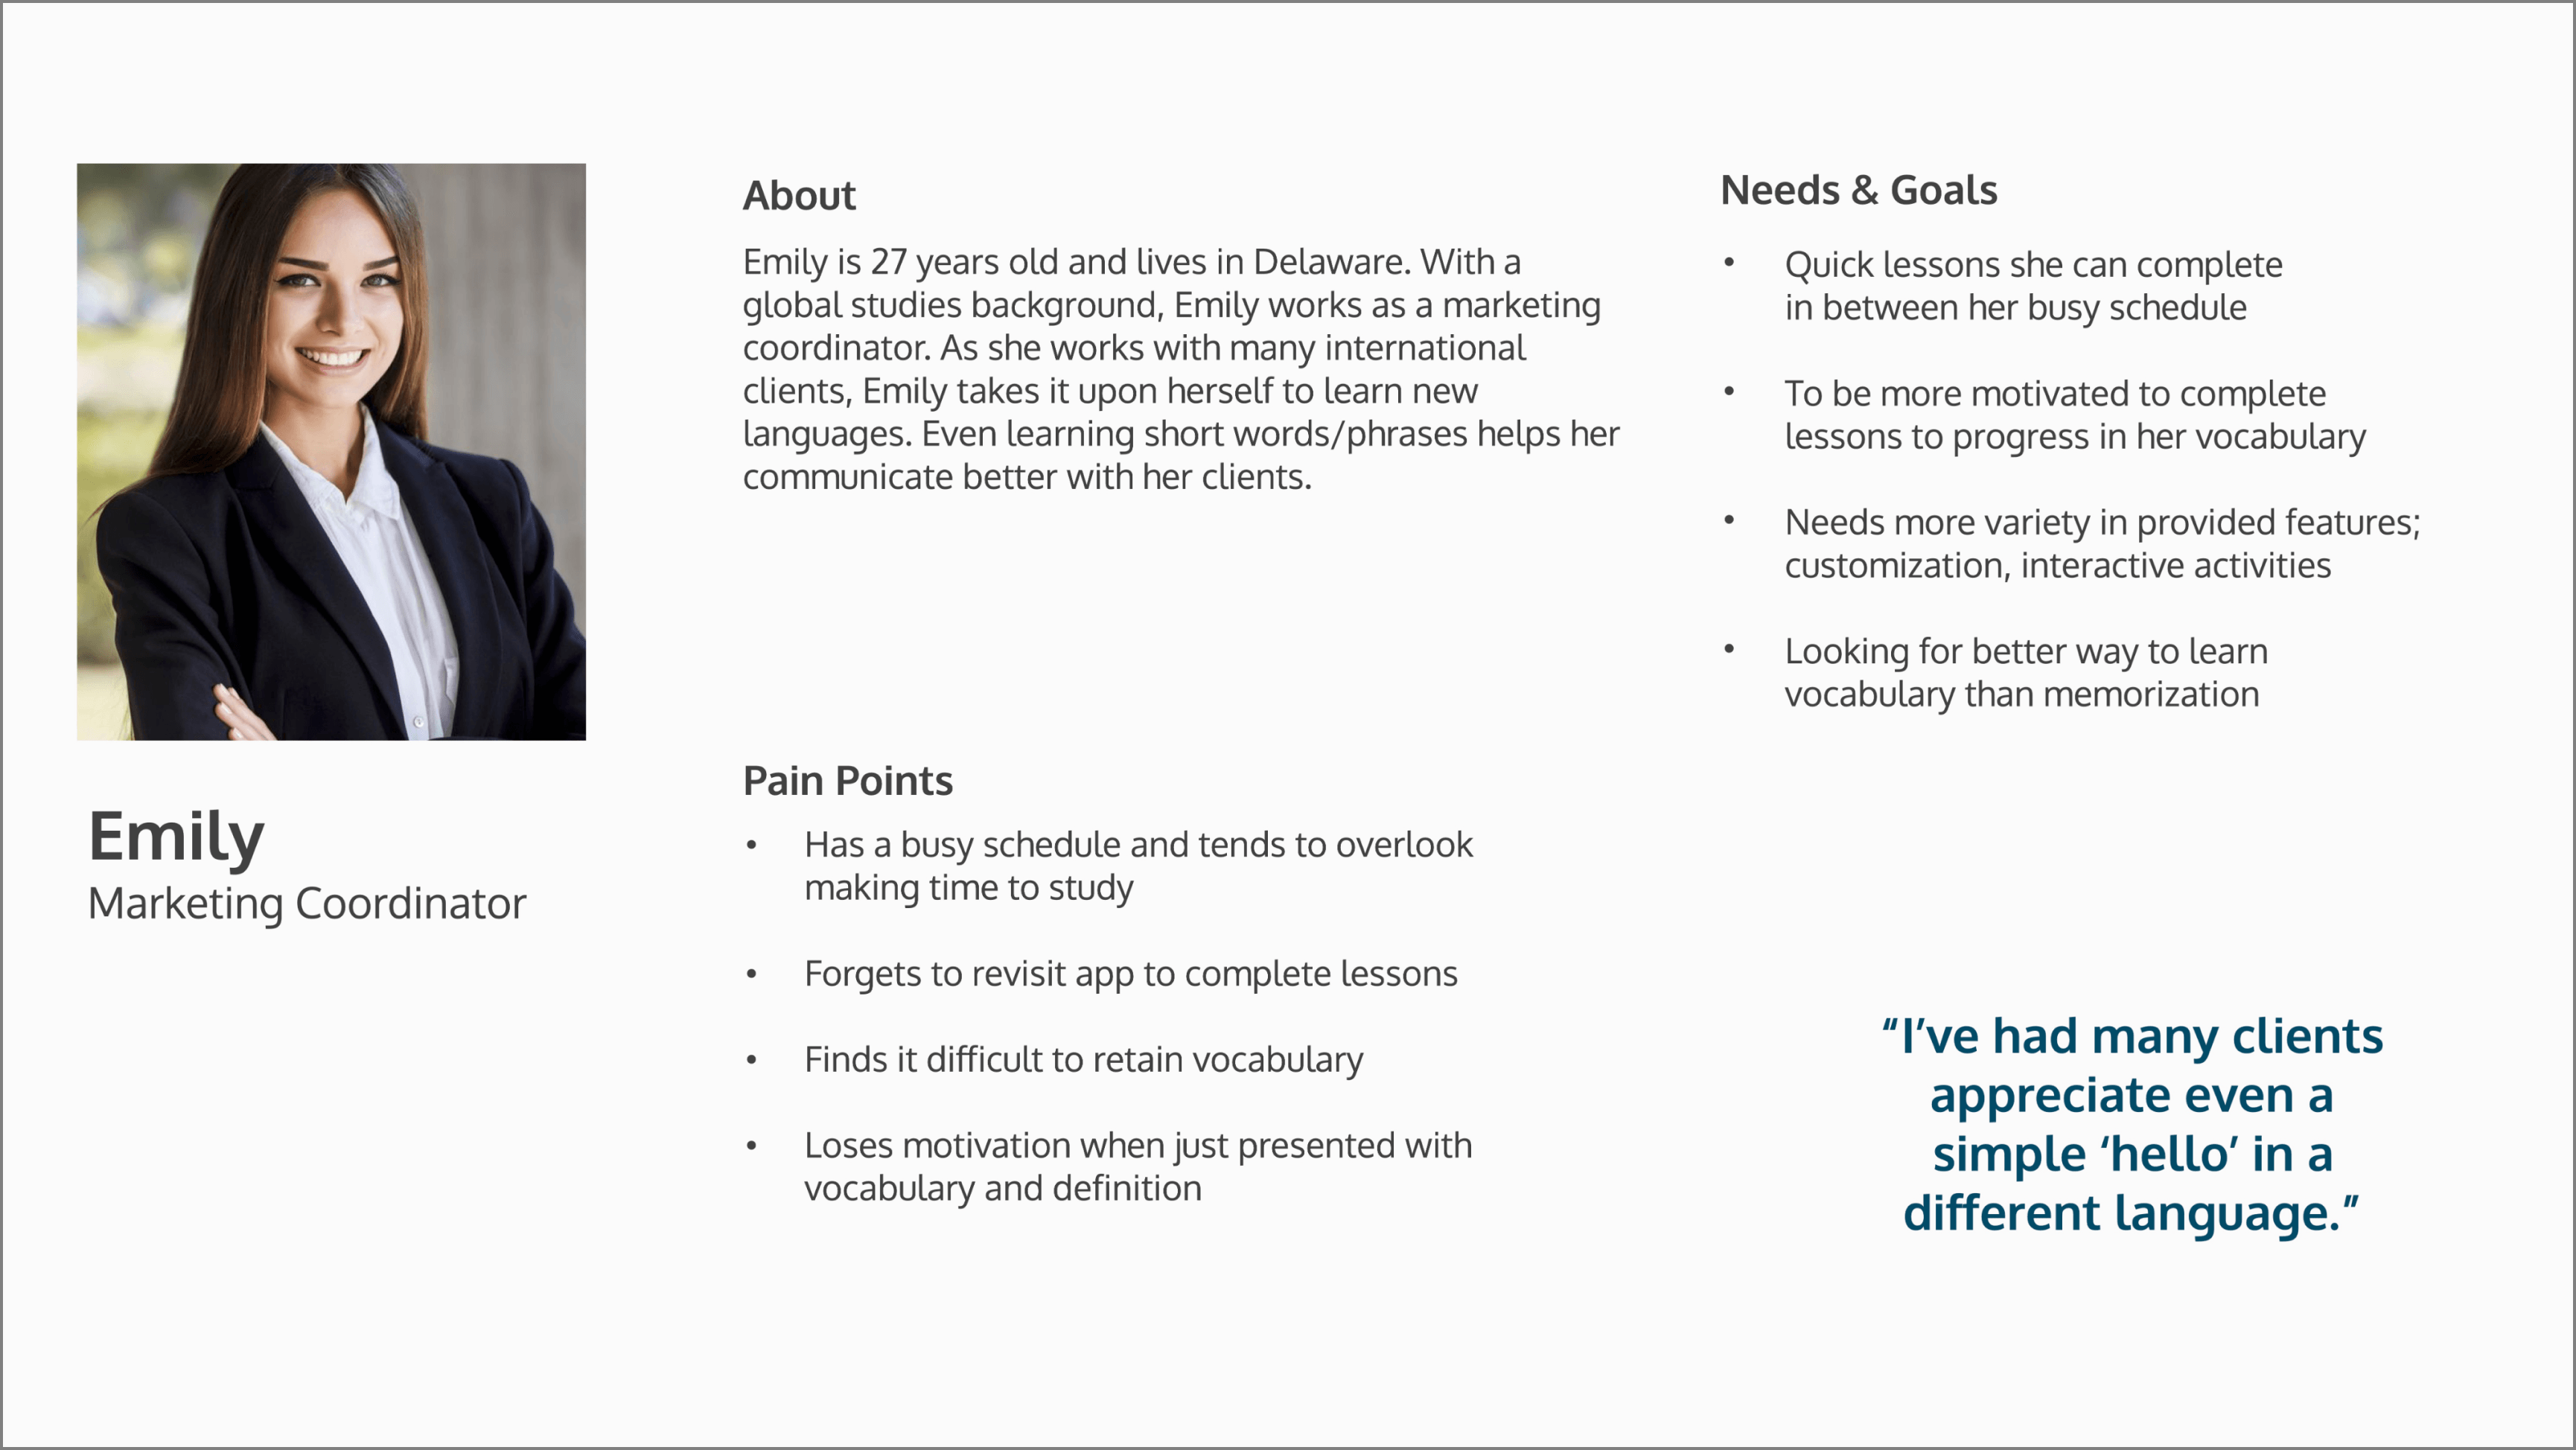 Emily
Marketing Coordinator
About
Emily is 27 years old and lives in Delaware. With a
global studies background, Emily works as a marketing
coordinator. As she works with many international
clients, Emily takes it upon herself to learn new
languages. Even learning short words/phrases helps her
communicate better with her clients.
Pain Points
• Has a busy schedule and tends to overlook
making time to study
• Forgets to revisit app to complete lessons
• Finds it difficult to retain vocabulary
• Loses motivation when just presented with
vocabulary and definition
Needs & Goals
• Quick lessons she can complete
in between her busy schedule
• To be more motivated to complete
lessons to progress in her vocabulary
• Needs more variety in provided features;
customization, interactive activities
• Looking for better way to learn
vocabulary than memorization
“I’ve had many clients
appreciate even a
simple ‘hello’ in a
different language.”